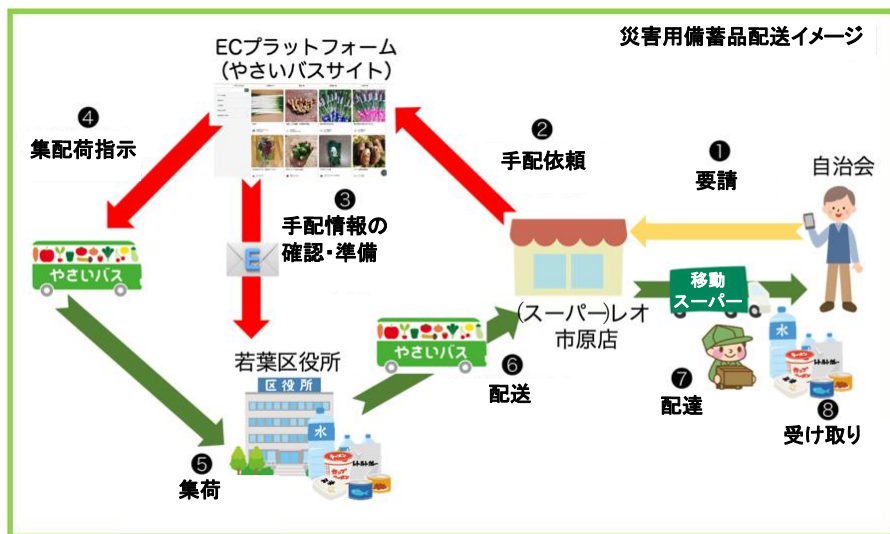 災害用備蓄品配送イメージ
ECプラットフォーム
(やさいバスサイト)
❹
集配荷指示
❷
手配依頼
❶
要請
自治会
❸
手配情報の
確認・準備
E
やさいバス
移動
スーパー
(スーパー)レオ
市原店
水
若葉区役所
区役所
やさいバス
❻
配送
❼
配達
❽
受け取り
水
❺
集荷